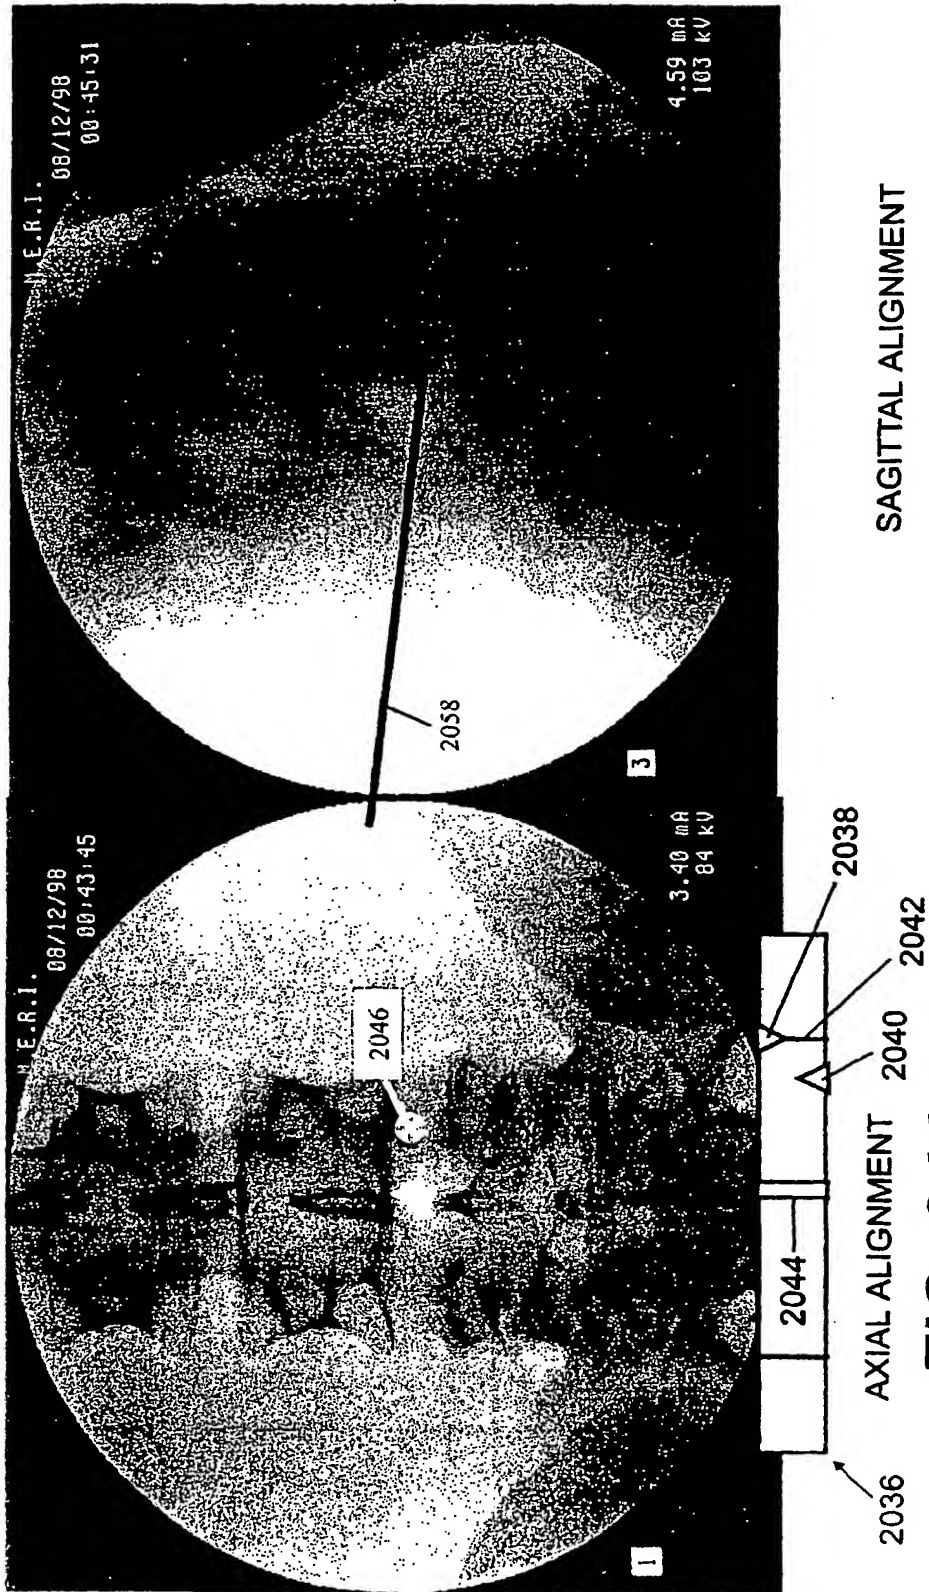 M.E.R.I.
08/12/98
00:43:45
2046
3.40 mA
84 kV
1
M.E.R.I.
08/12/98
00:45:31
2058
4.59 mA
103 kV
3
2036
2044
2040
2042
2038
AXIAL ALIGNMENT
SAGITTAL ALIGNMENT